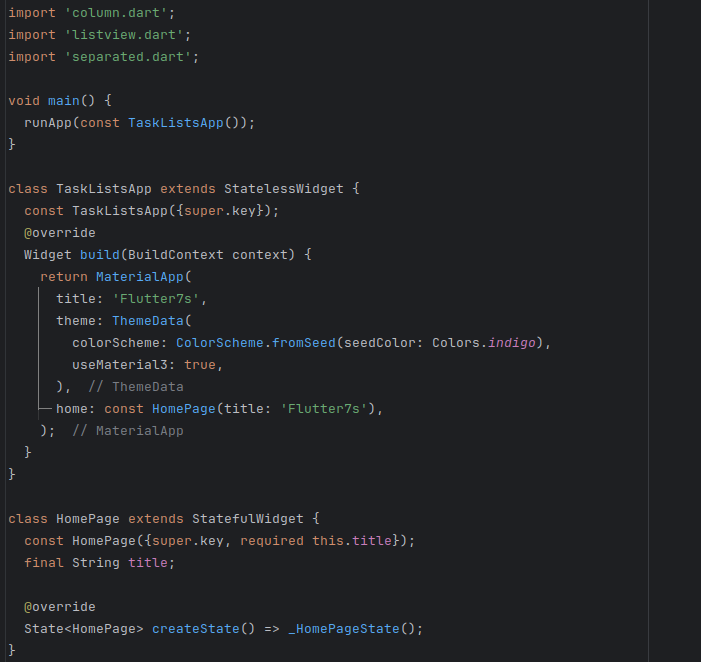 import 'column.dart';
import 'listview.dart';
import 'separated.dart';

void main() {
  runApp(const TaskListsApp());
}

class TaskListsApp extends StatelessWidget {
  const TaskListsApp({super.key});
  @override
  Widget build(BuildContext context) {
    return MaterialApp(
      title: 'Flutter7s',
      theme: ThemeData(
        colorScheme: ColorScheme.fromSeed(seedColor: Colors.indigo),
        useMaterial3: true,
      ),  // ThemeData
      home: const HomePage(title: 'Flutter7s'),
    );  // MaterialApp
  }
}

class HomePage extends StatefulWidget {
  const HomePage({super.key, required this.title});
  final String title;

  @override
  State<HomePage> createState() => _HomePageState();
}